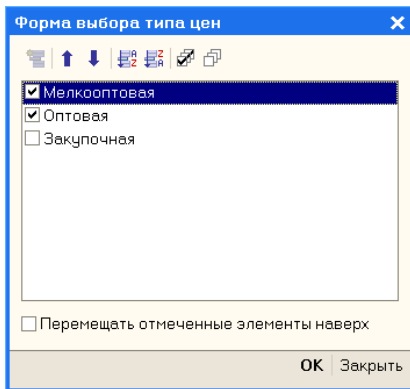 Форма выбора типа цен
Мелкооптовая
Оптовая
Закупочная
Перемещать отмеченные элементы наверх
OK Закрыть